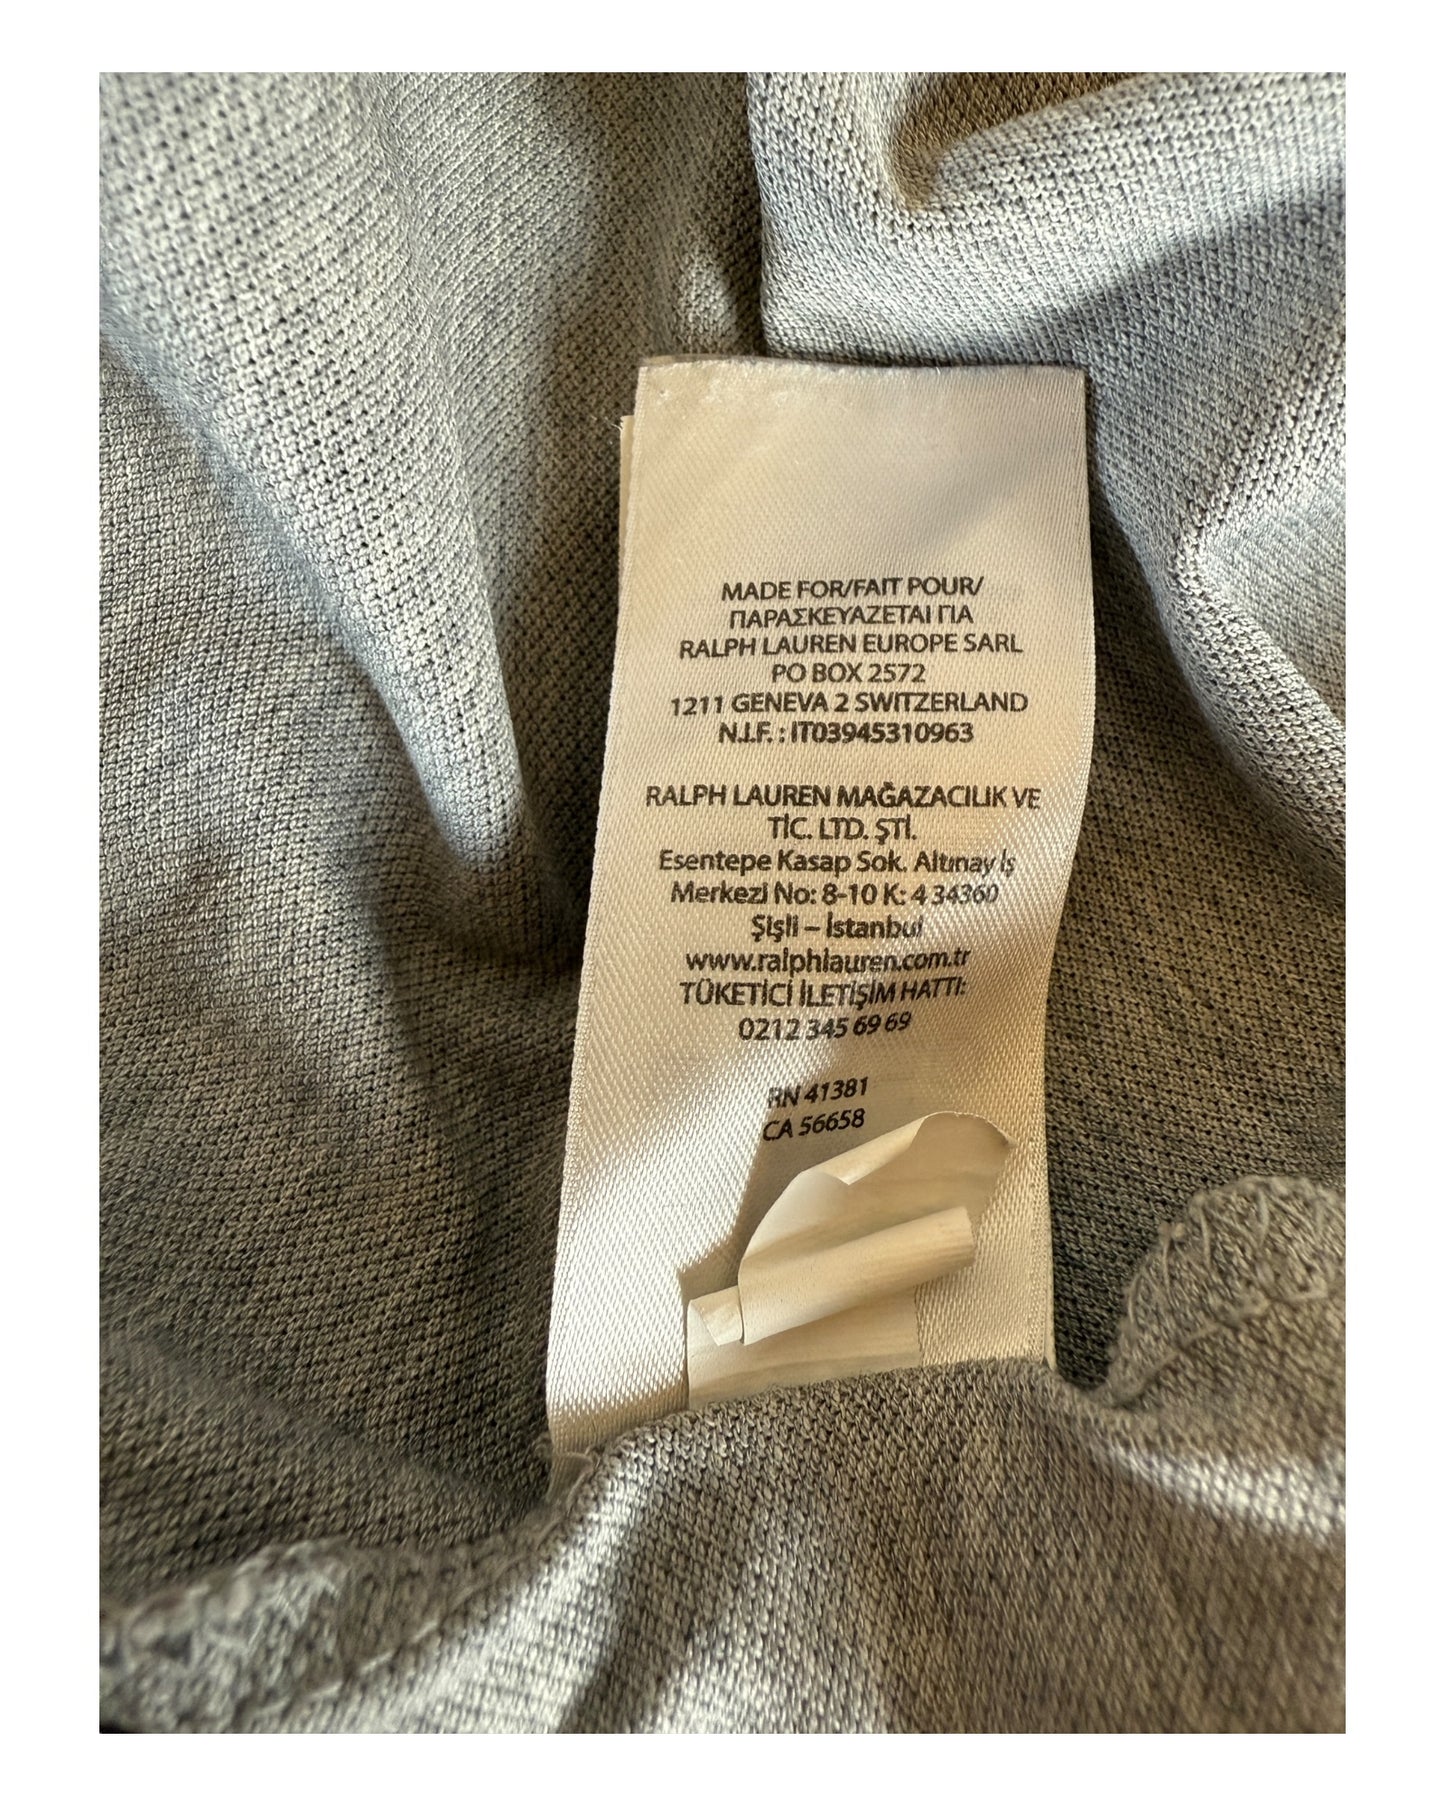 MADE FOR/FAIT POUR/
ΠΑΡΑΣΚΕΥΑΖΕΤΑΙ ΓΙΑ
RALPH LAUREN EUROPE SARL
PO BOX 2572
1211 GENEVA 2 SWITZERLAND
N.I.F. : IT03945310963
RALPH LAUREN MAĞAZACILIK VE
TİC. LTD. ŞTİ.
Esentepe Kasap Sok. Altınay İş
Merkezi No: 8-10 K: 4 34360
Şişli – İstanbul
www.ralphlauren.com.tr
TÜKETİCİ İLETİŞİM HATTI:
0212 345 69 69
RN 41381
CA 56658